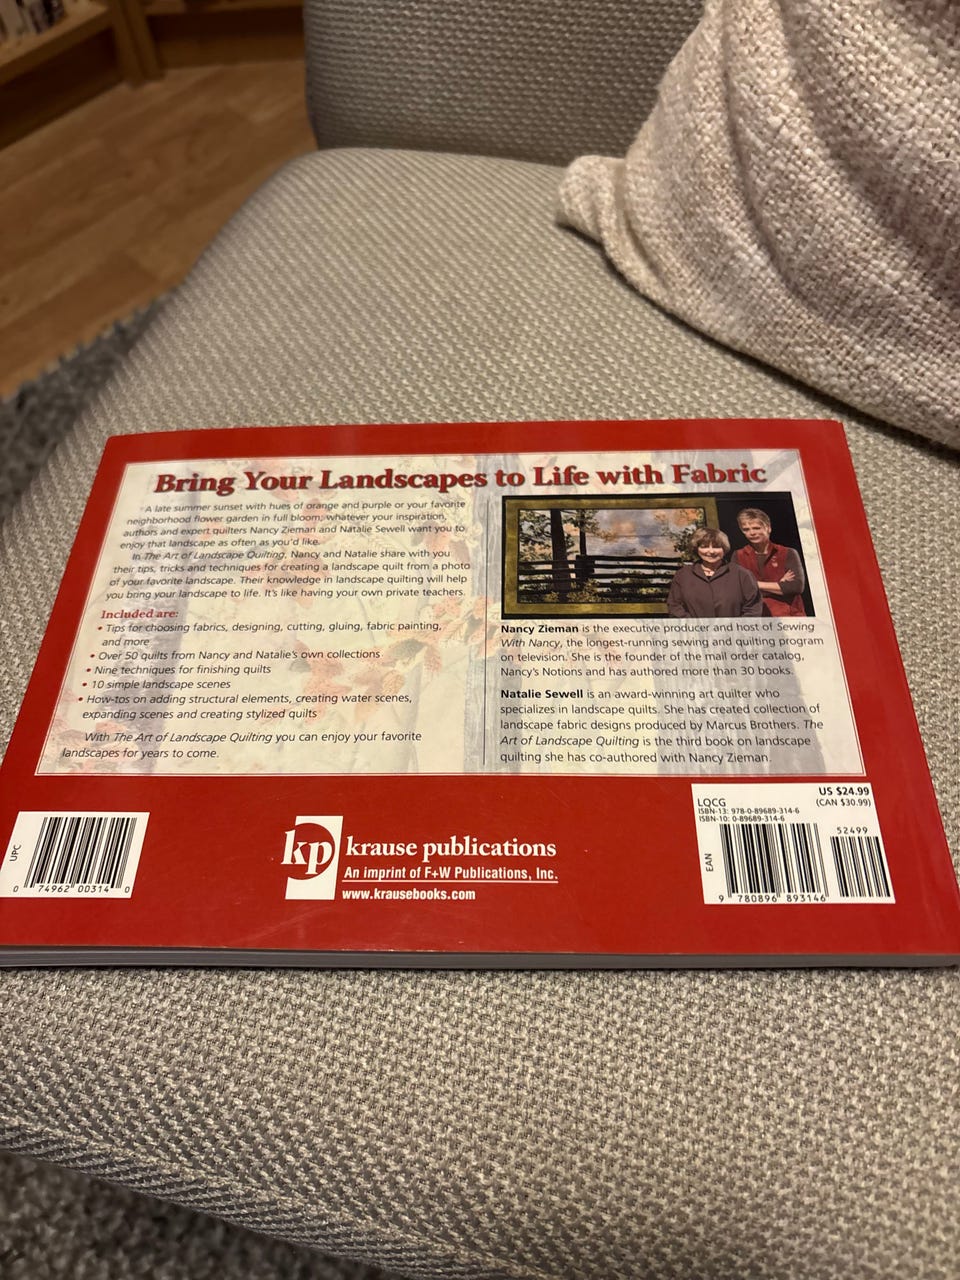 Bring Your Landscapes to Life with Fabric
A late summer sunset with hues of orange and purple or your favorite
neighborhood flower garden in full bloom; whatever your inspiration,
authors and expert quilters Nancy Zieman and Natalie Sewell want you to
enjoy that landscape as often as you'd like.
In The Art of Landscape Quilting, Nancy and Natalie share with you
their tips, tricks and techniques for creating a landscape quilt from a photo
of your favorite landscape. Their knowledge in landscape quilting will help
you bring your landscape to life. It's like having your own private teachers.
Included are:
• Tips for choosing fabrics, designing, cutting, gluing, fabric painting,
and more
• Over 50 quilts from Nancy and Natalie's own collections
• Nine techniques for finishing quilts
• 10 simple landscape scenes
• How-tos on adding structural elements, creating water scenes,
expanding scenes and creating stylized quilts
With The Art of Landscape Quilting you can enjoy your favorite
landscapes for years to come.
Nancy Zieman is the executive producer and host of Sewing
With Nancy, the longest-running sewing and quilting program
on television. She is the founder of the mail order catalog,
Nancy's Notions and has authored more than 30 books.
Natalie Sewell is an award-winning art quilter who
specializes in landscape quilts. She has created collection of
landscape fabric designs produced by Marcus Brothers. The
Art of Landscape Quilting is the third book on landscape
quilting she has co-authored with Nancy Zieman.
UPC
0 74962 00314 0
kp krause publications
An imprint of F+W Publications, Inc.
www.krausebooks.com
US $24.99
LQCG (CAN $30.99)
ISBN-13: 978-0-89689-314-6
ISBN-10: 0-89689-314-6
52499
EAN
9 780896 893146